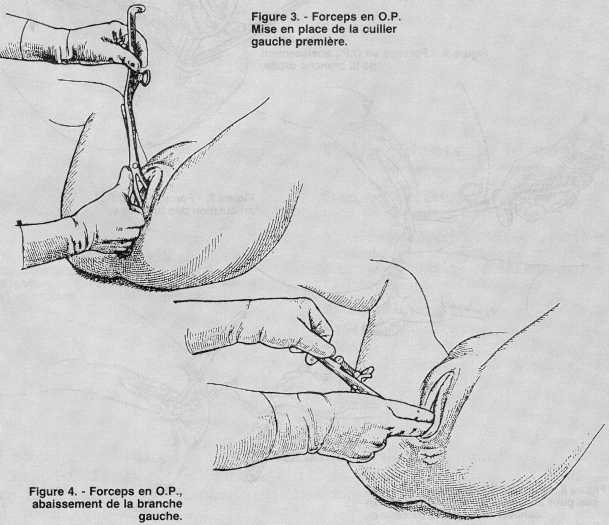 Figure 3. - Forceps en O.P.
Mise en place de la cuiller
gauche première.
Figure 4. - Forceps en O.P.,
abaissement de la branche
gauche.